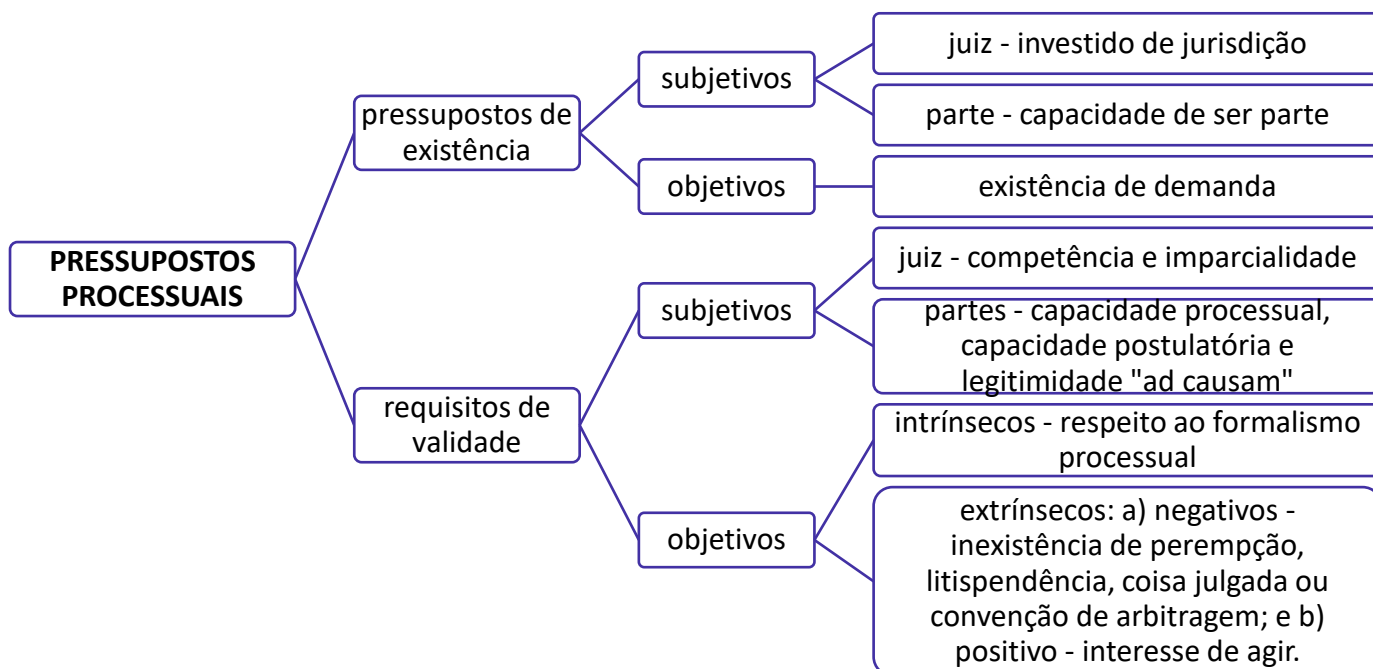 PRESSUPOSTOS
PROCESSUAIS
pressupostos de
existência
subjetivos
juiz - investido de jurisdição
parte - capacidade de ser parte
objetivos
existência de demanda
requisitos de
validade
subjetivos
juiz - competência e imparcialidade
partes - capacidade processual,
capacidade postulatória e
legitimidade "ad causam"
objetivos
intrínsecos - respeito ao formalismo
processual
extrínsecos: a) negativos -
inexistência de perempção,
litispendência, coisa julgada ou
convenção de arbitragem; e b)
positivo - interesse de agir.